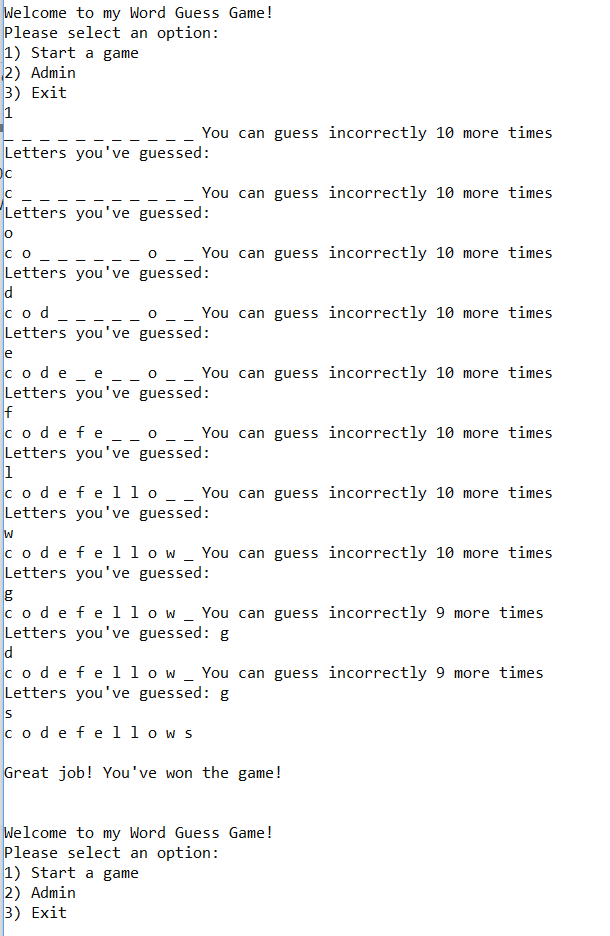 Welcome to my Word Guess Game!
Please select an option:
1) Start a game
2) Admin
3) Exit
1
_ _ _ _ _ _ _ _ _ _ _ You can guess incorrectly 10 more times
Letters you've guessed:
c
c _ _ _ _ _ _ _ _ _ _ You can guess incorrectly 10 more times
Letters you've guessed:
o
c o _ _ _ _ _ _ o _ _ You can guess incorrectly 10 more times
Letters you've guessed:
d
c o d _ _ _ _ _ o _ _ You can guess incorrectly 10 more times
Letters you've guessed:
e
c o d e _ e _ _ o _ _ You can guess incorrectly 10 more times
Letters you've guessed:
f
c o d e f e _ _ o _ _ You can guess incorrectly 10 more times
Letters you've guessed:
l
c o d e f e l l o _ _ You can guess incorrectly 10 more times
Letters you've guessed:
w
c o d e f e l l o w _ You can guess incorrectly 10 more times
Letters you've guessed:
g
c o d e f e l l o w _ You can guess incorrectly 9 more times
Letters you've guessed: g
d
c o d e f e l l o w _ You can guess incorrectly 9 more times
Letters you've guessed: g
s
c o d e f e l l o w s
Great job! You've won the game!
Welcome to my Word Guess Game!
Please select an option:
1) Start a game
2) Admin
3) Exit